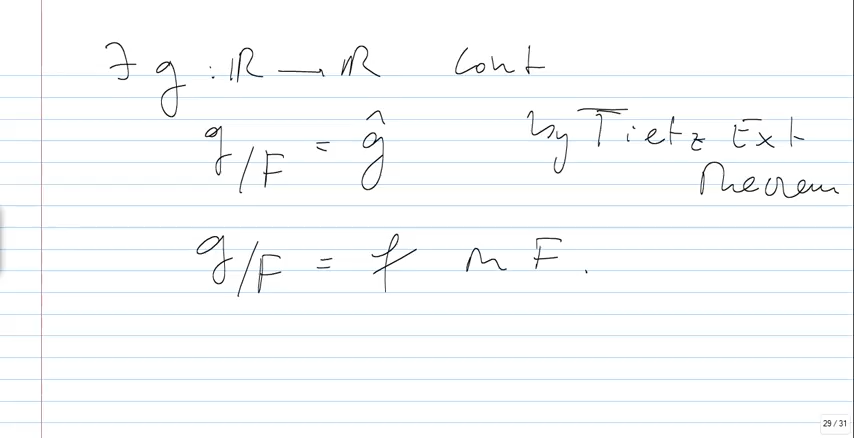 ∃ g : ℝ → ℝ cont
g/F = ĝ by Tietz Ext
Theorem
g/F = f on F.
29 / 31